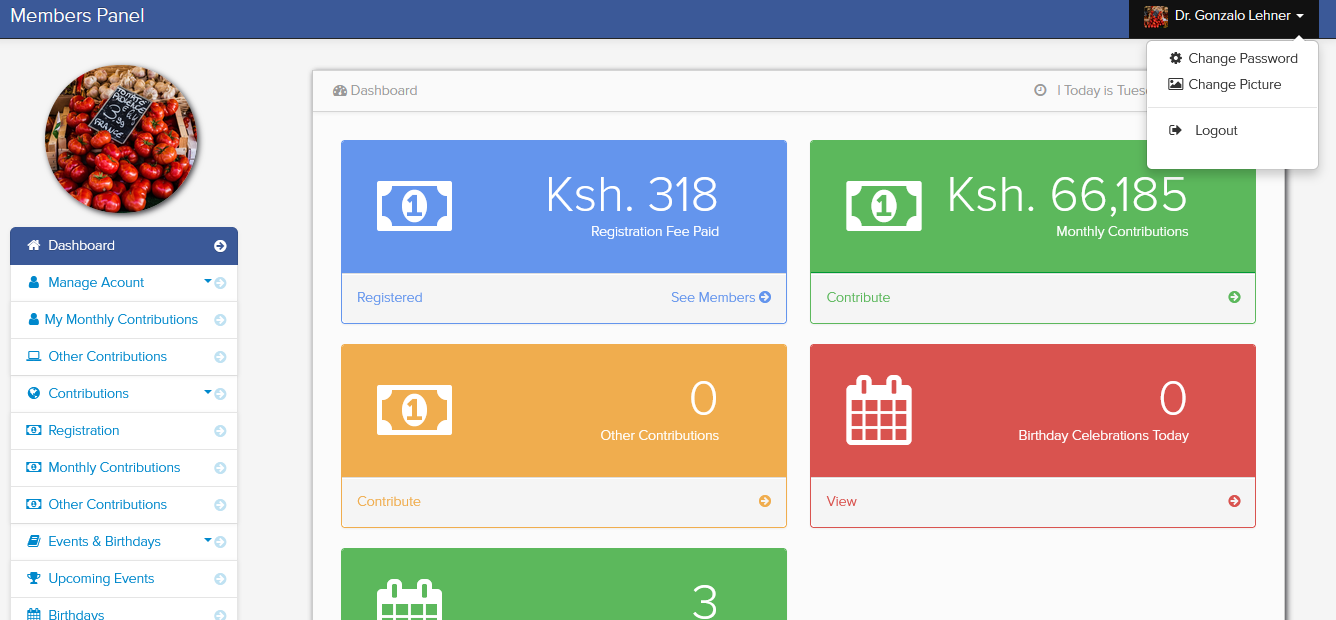 Members Panel
Dr. Gonzalo Lehner
Change Password
Change Picture
Logout
TOMATO
PROVENCE
FRANCE
Dashboard
Manage Acount
My Monthly Contributions
Other Contributions
Contributions
Registration
Monthly Contributions
Other Contributions
Events & Birthdays
Upcoming Events
Birthdays
Dashboard
I Today is Tues
Ksh. 318
Registration Fee Paid
Registered
See Members
Ksh. 66,185
Monthly Contributions
Contribute
0
Other Contributions
Contribute
0
Birthday Celebrations Today
View
3